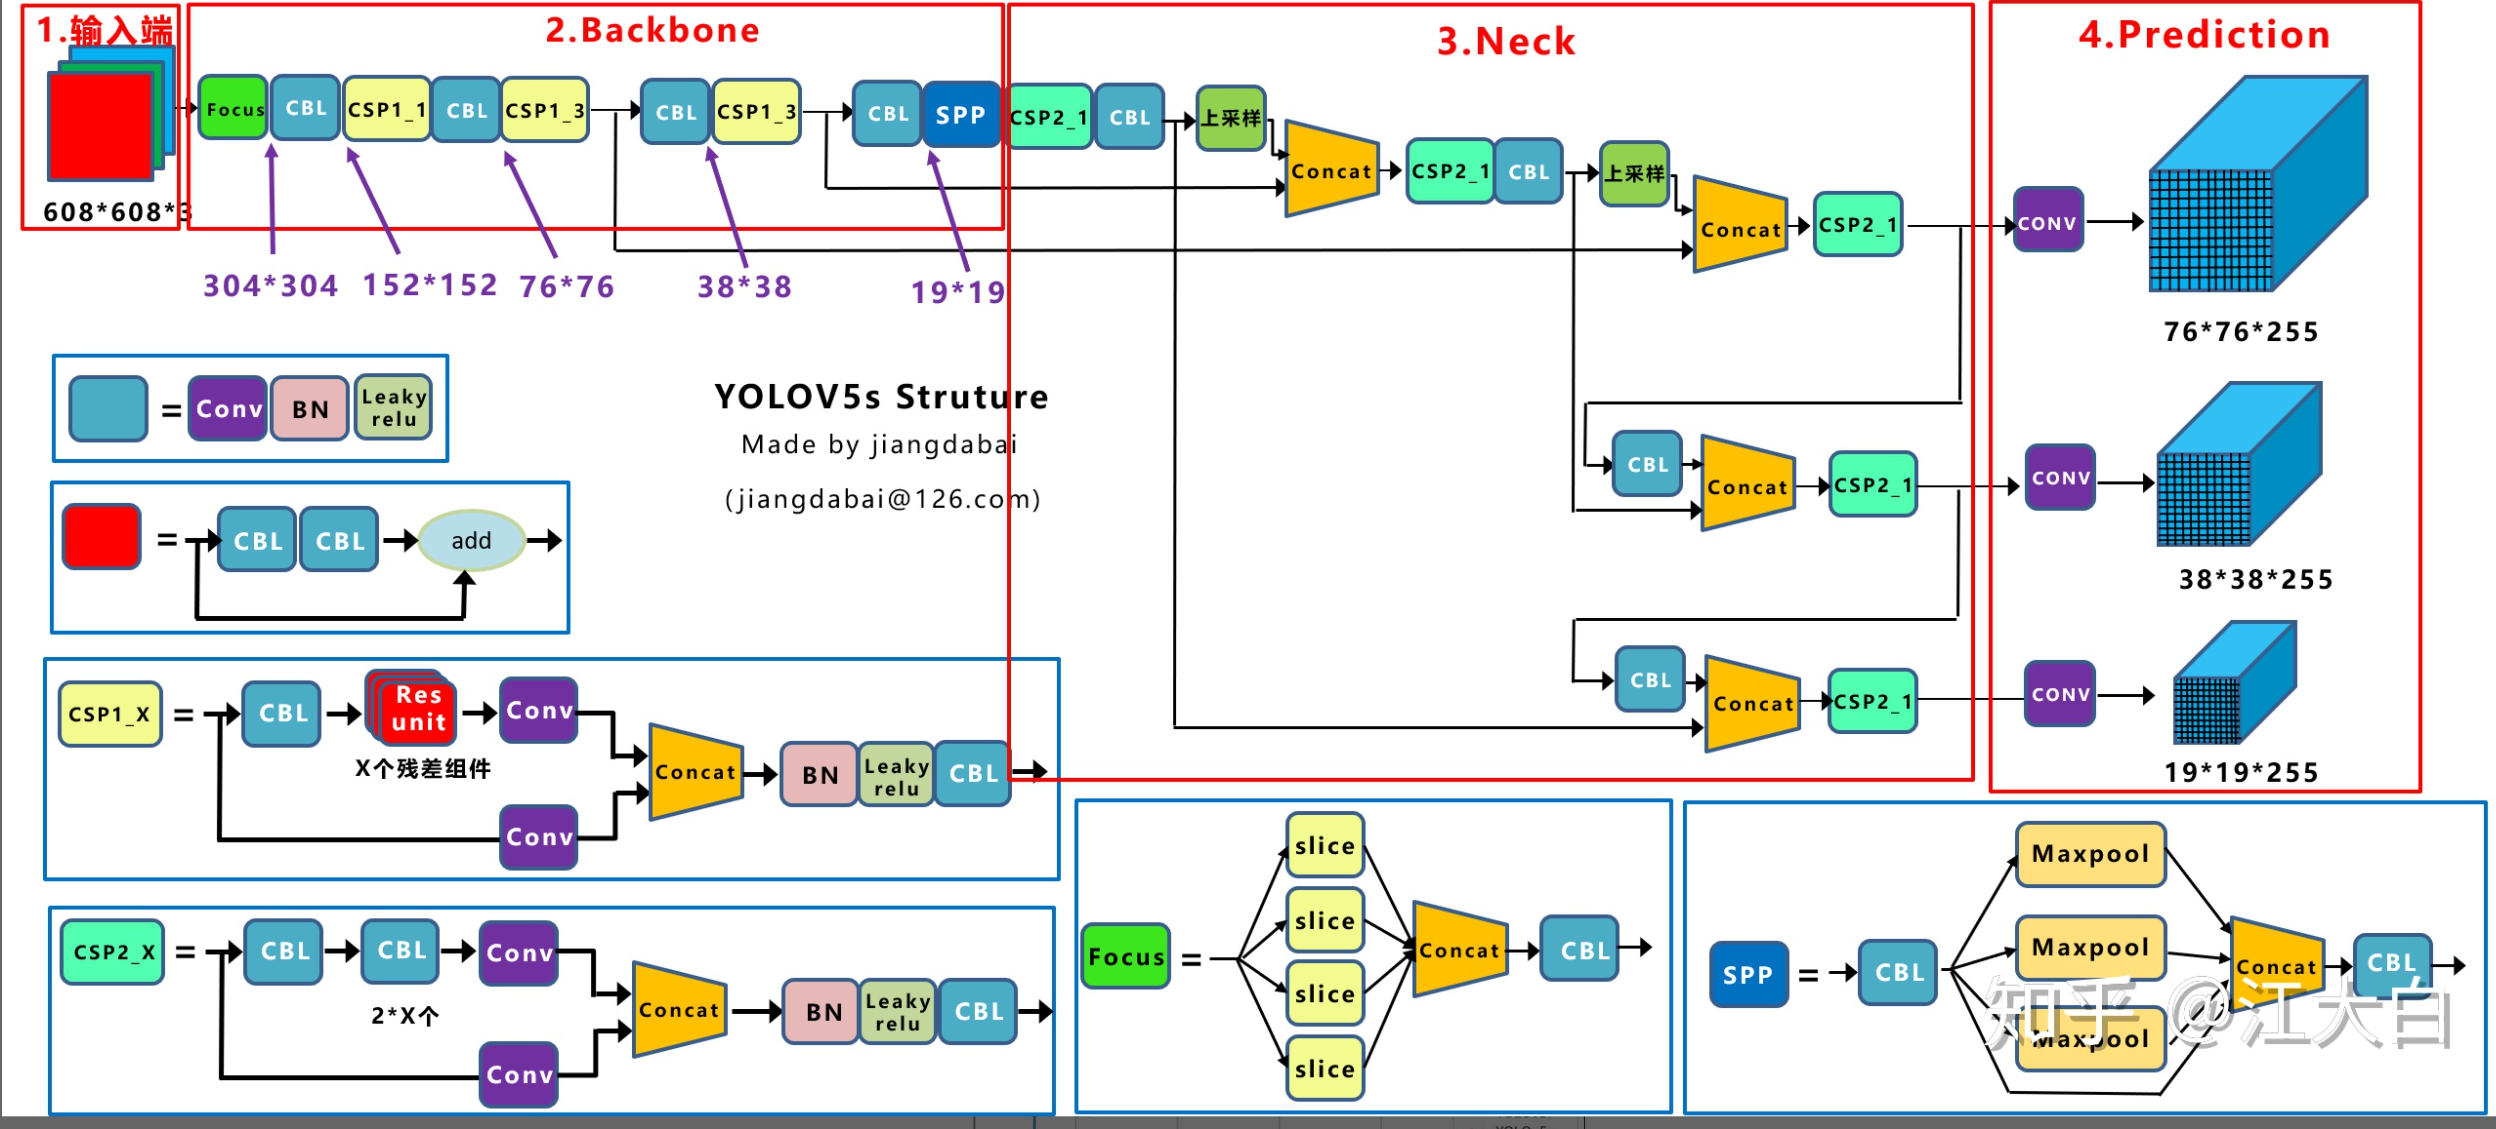 1.输入端
2.Backbone
3.Neck
4.Prediction
Focus
CBL
CSP1_1
CBL
CSP1_3
CBL
CSP1_3
CBL
SPP
CSP2_1
CBL
上采样
Concat
CSP2_1
CBL
上采样
Concat
CSP2_1
CONV
608*608*3
304*304
152*152
76*76
38*38
19*19
76*76*255
YOLOV5s Struture
Made by jiangdabai
(jiangdabai@126.com)
= Conv BN Leaky
relu
CBL
Concat
CSP2_1
CONV
38*38*255
= CBL CBL add
CBL
Concat
CSP2_1
CONV
19*19*255
CSP1_X = CBL
Res
unit
Conv
X个残差组件
Conv
Concat
BN
Leaky
relu
CBL
CSP2_X = CBL
CBL
Conv
2*X个
Conv
Concat
BN
Leaky
relu
CBL
Focus =
slice
slice
slice
slice
Concat
CBL
SPP =
CBL
Maxpool
Maxpool
Maxpool
Concat
CBL
知乎 @江大白